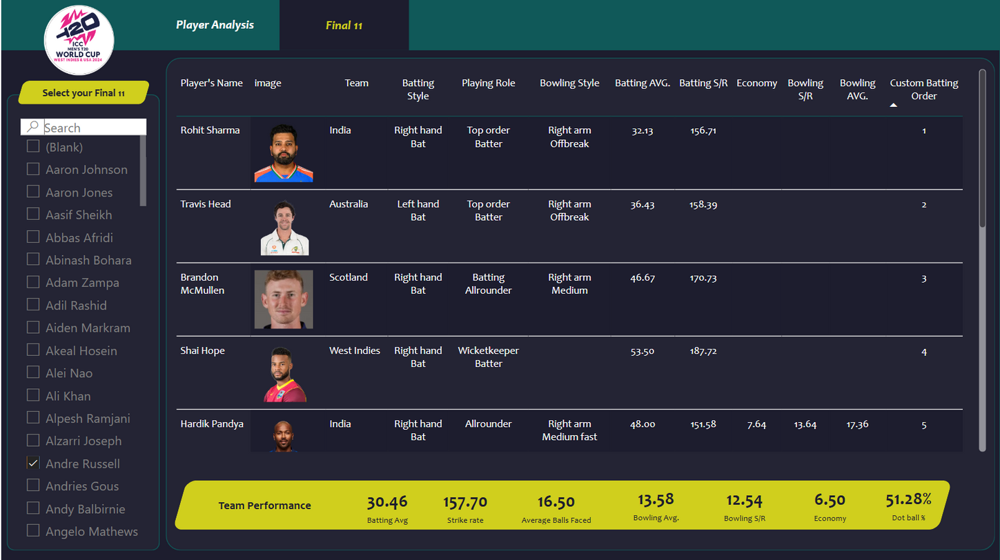 Player Analysis
Final 11
T20
ICC
MEN'S T20
WORLD CUP
WEST INDIES & USA 2024
Select your Final 11
Search
(Blank)
Aaron Johnson
Aaron Jones
Aasif Sheikh
Abbas Afridi
Abinash Bohara
Adam Zampa
Adil Rashid
Aiden Markram
Akeal Hosein
Alei Nao
Ali Khan
Alpesh Ramjani
Alzarri Joseph
Andre Russell
Andries Gous
Andy Balbirnie
Angelo Mathews
Player's Name image Team Batting Playing Role Bowling Style Batting AVG. Batting S/R Economy Bowling Bowling Custom Batting
Style S/R AVG. Order
Rohit Sharma India Right hand Top order Right arm 32.13 156.71 1
Bat Batter Offbreak
Travis Head Australia Left hand Top order Right arm 36.43 158.39 2
Bat Batter Offbreak
Brandon Scotland Right hand Batting Right arm 46.67 170.73 3
McMullen Bat Allrounder Medium
Shai Hope West Indies Right hand Wicketkeeper 53.50 187.72 4
Bat Batter
Hardik Pandya India Right hand Allrounder Right arm 48.00 151.58 7.64 13.64 17.36 5
Bat Medium fast
Team Performance 30.46 157.70 16.50 13.58 12.54 6.50 51.28%
Batting Avg Strike rate Average Balls Faced Bowling Avg. Bowling S/R Economy Dot ball %